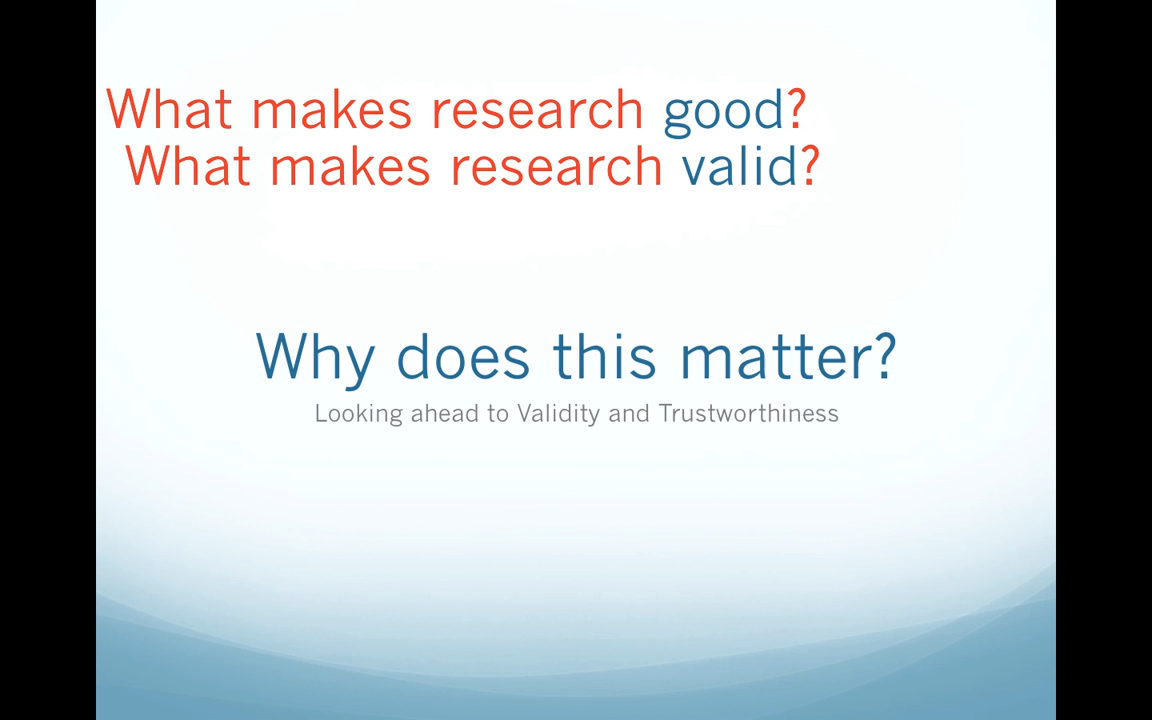 What makes research good?
What makes research valid?
Why does this matter?
Looking ahead to Validity and Trustworthiness